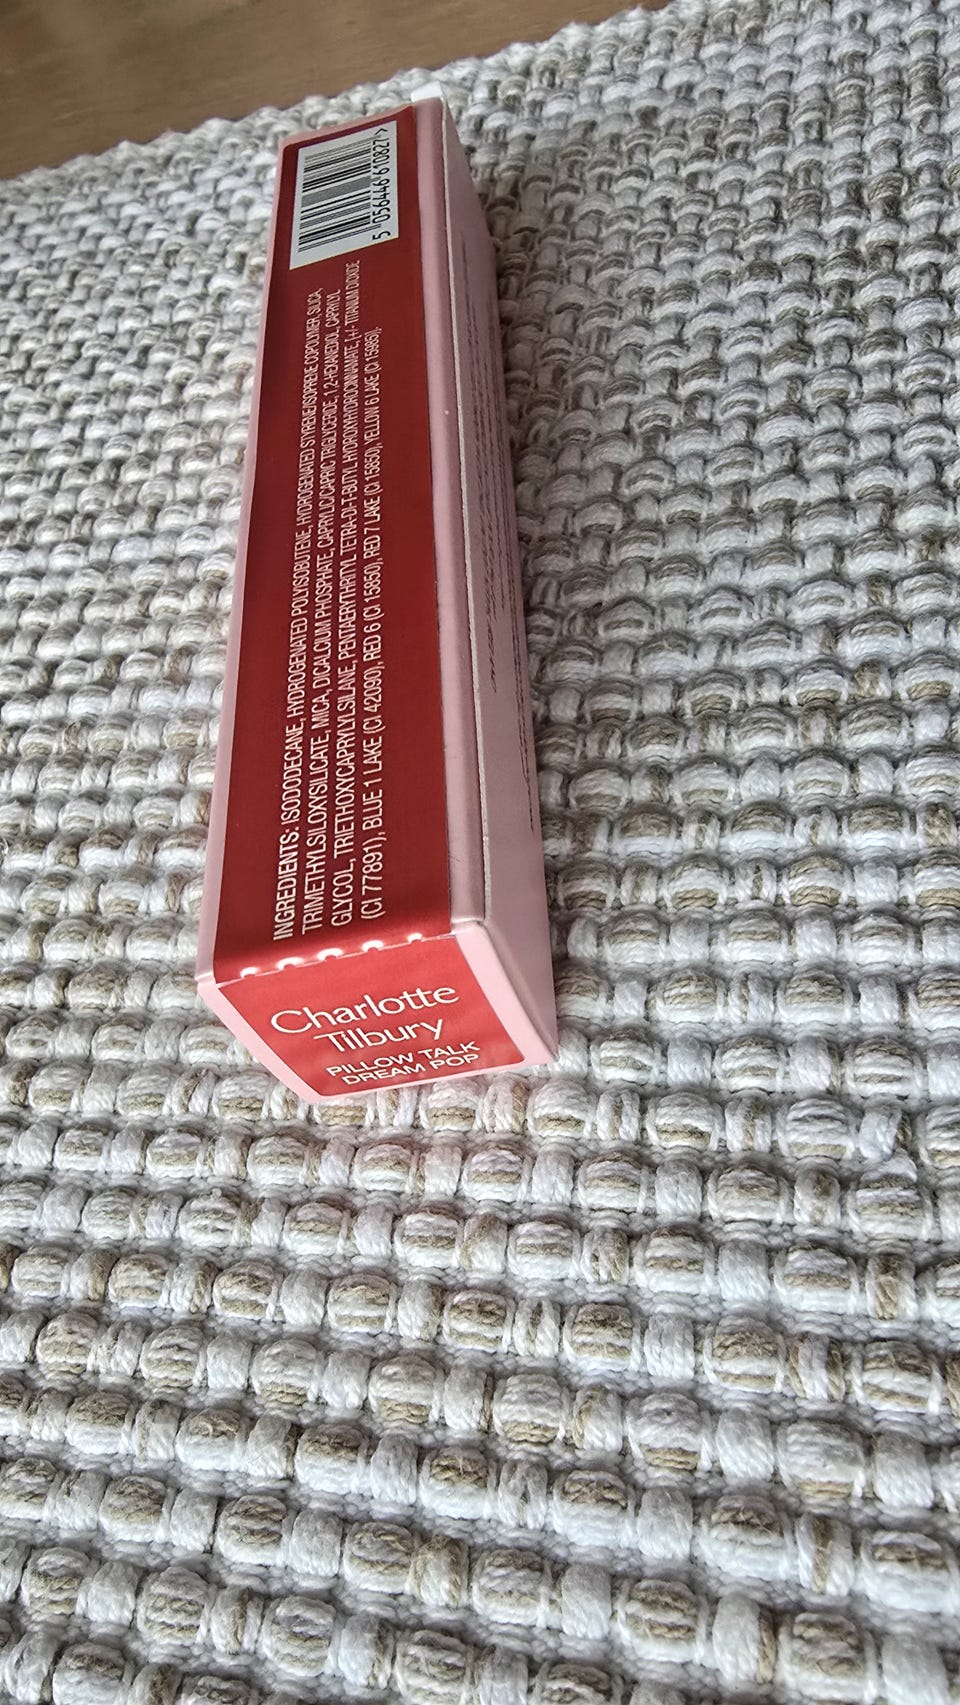 5 056446 610827 >
INGREDIENTS: ISODODECANE, HYDROGENATED POLYISOBUTENE, HYDROGENATED STYRENE/ISOPRENE COPOLYMER, SILICA,
TRIMETHYLSILOXYSILICATE, MICA, DICALCIUM PHOSPHATE, CAPRYLIC/CAPRIC TRIGLYCERIDE, 1,2-HEXANEDIOL, CAPRYLYL
GLYCOL, TRIETHOXYCAPRYLYLSILANE, PENTAERYTHRITYL TETRA-DI-T-BUTYL HYDROXYHYDROCINNAMATE, [+/- TITANIUM DIOXIDE
(CI 77891), BLUE 1 LAKE (CI 42090), RED 6 (CI 15850), RED 7 LAKE (CI 15850), YELLOW 6 LAKE (CI 15985)].
Charlotte
Tilbury
PILLOW TALK
DREAM POP